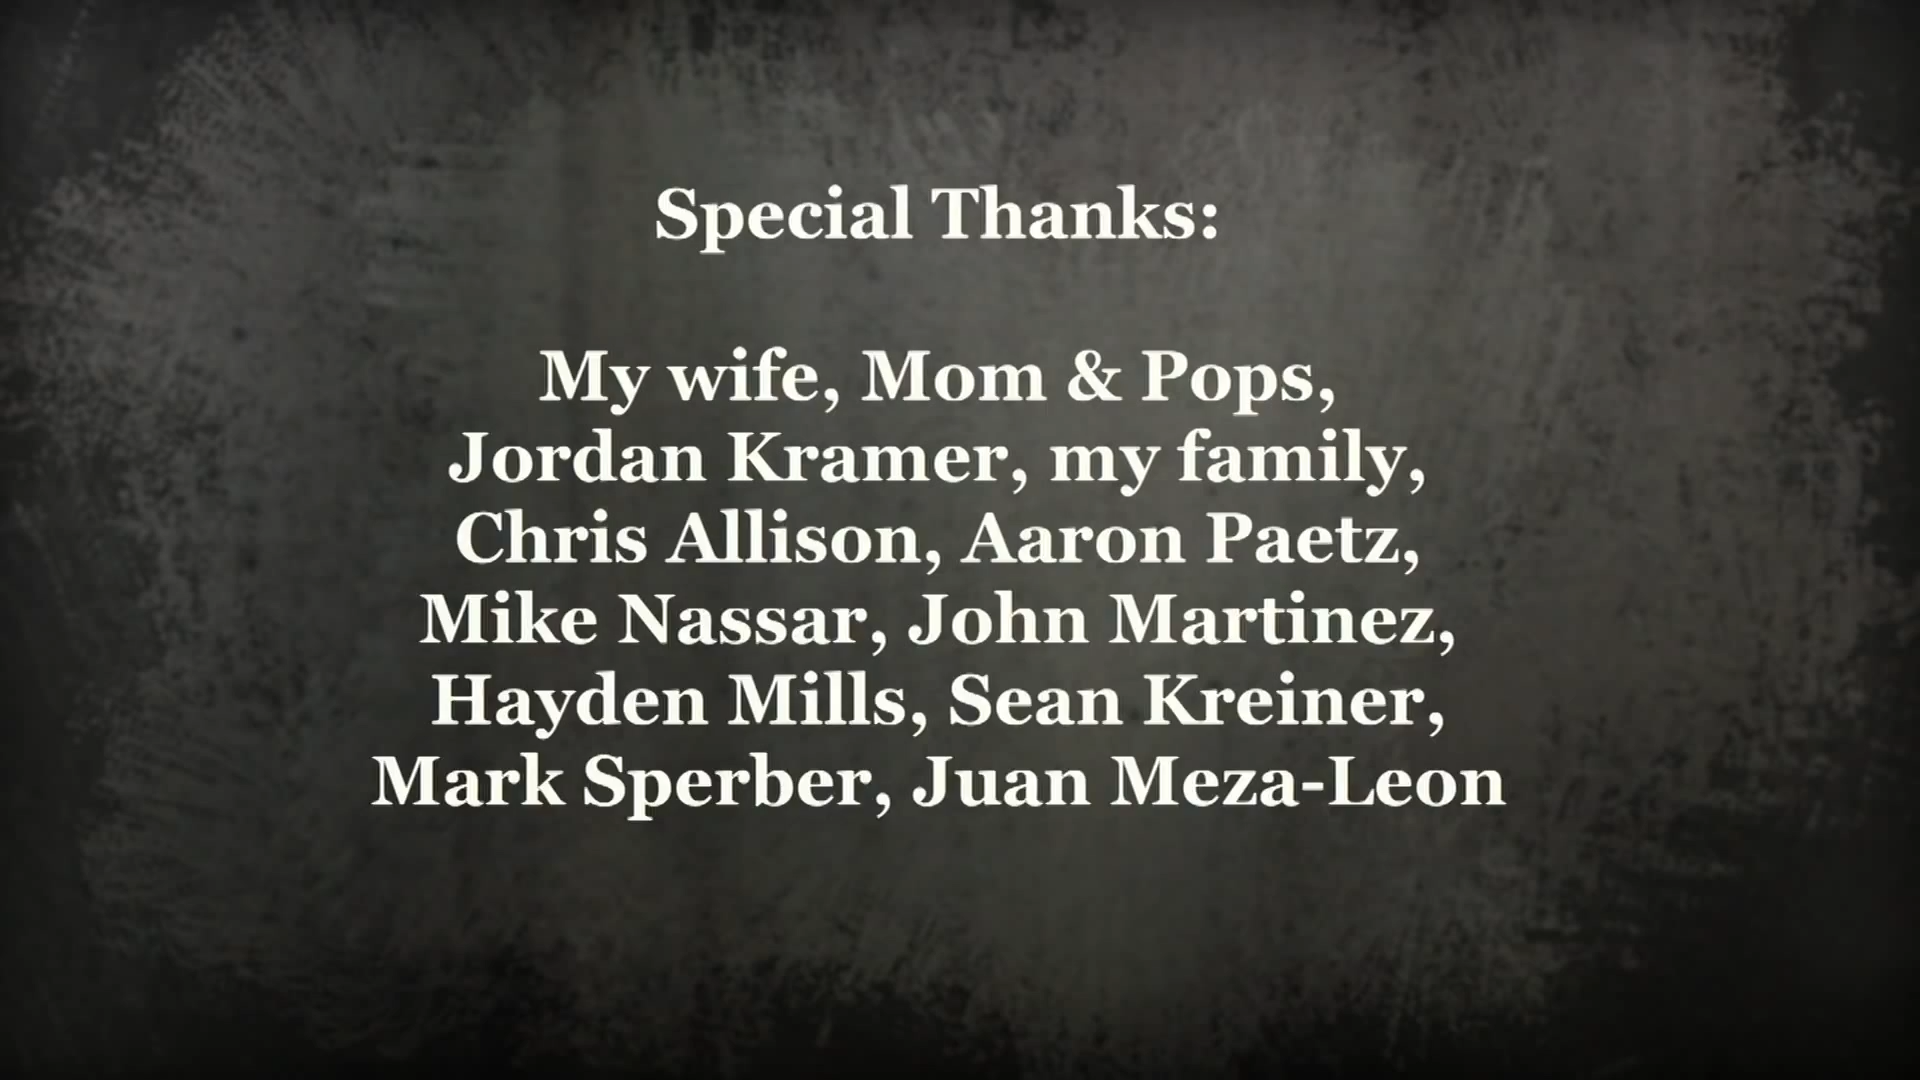 Special Thanks:
My wife, Mom & Pops,
Jordan Kramer, my family,
Chris Allison, Aaron Paetz,
Mike Nassar, John Martinez,
Hayden Mills, Sean Kreiner,
Mark Sperber, Juan Meza-Leon